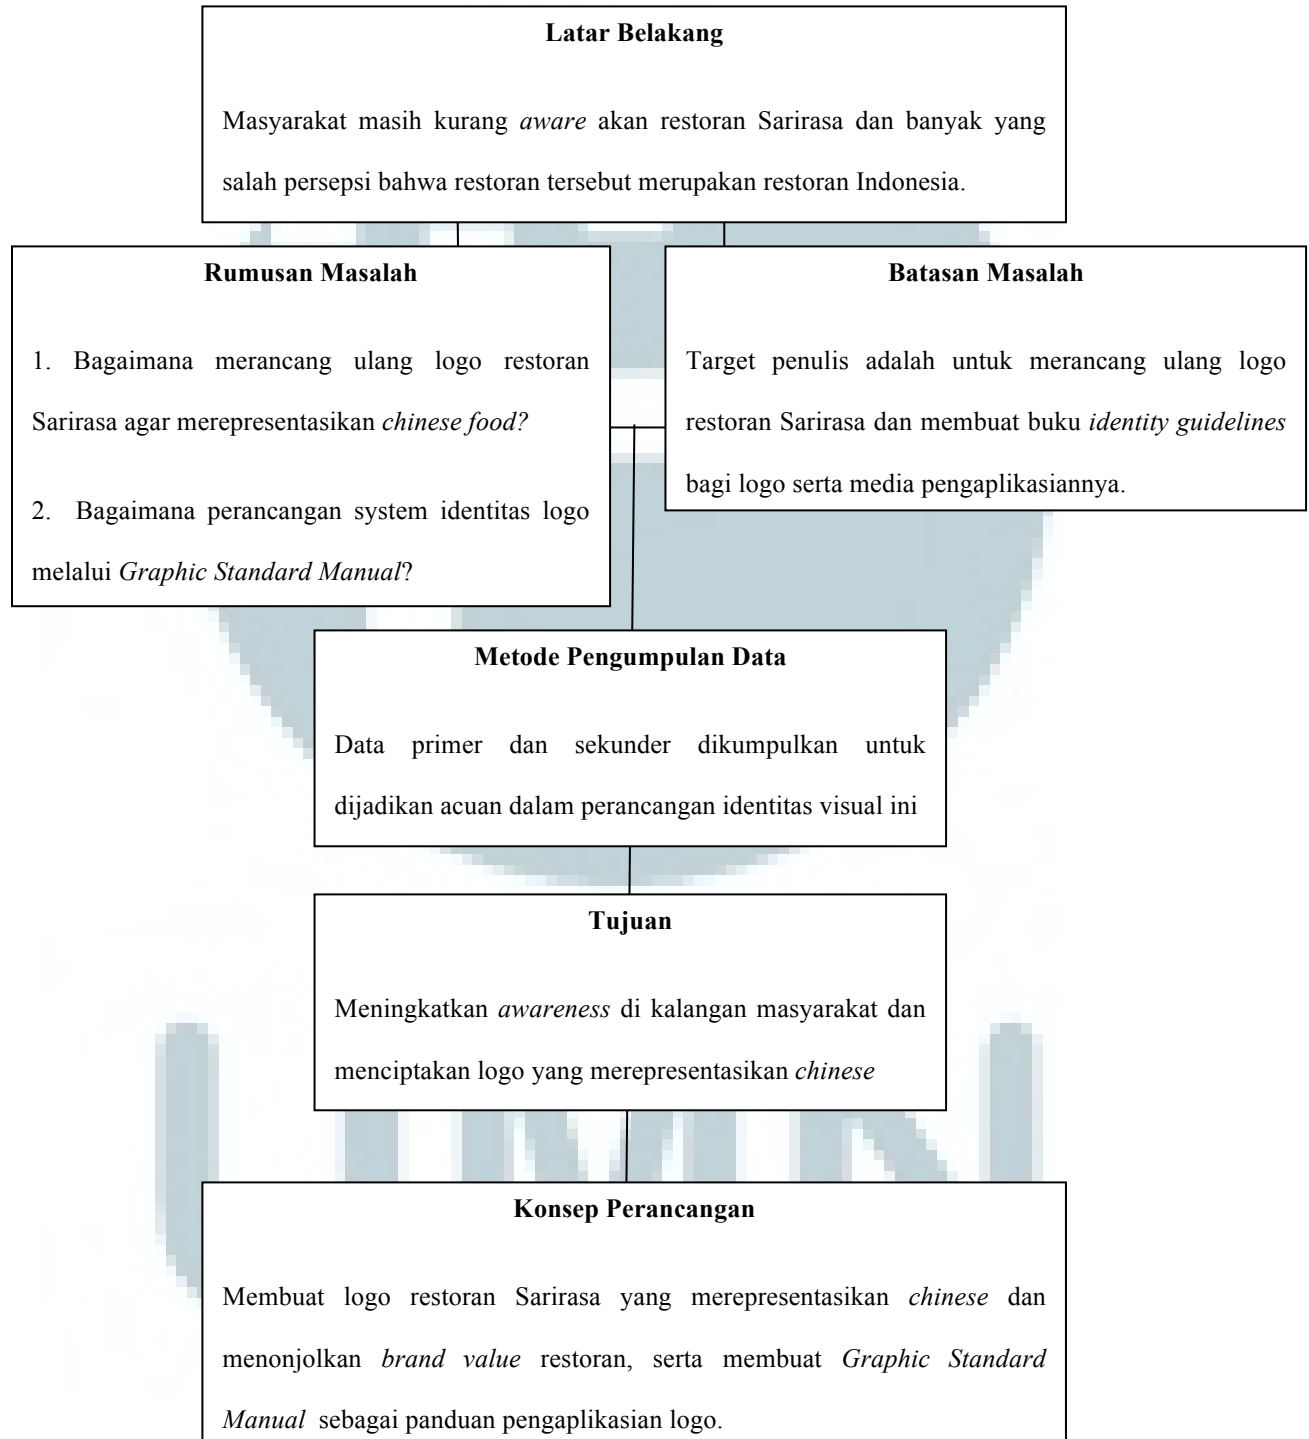 Latar Belakang
Masyarakat masih kurang aware akan restoran Sarirasa dan banyak yang
salah persepsi bahwa restoran tersebut merupakan restoran Indonesia.
Rumusan Masalah
1. Bagaimana merancang ulang logo restoran
Sarirasa agar merepresentasikan chinese food?
2. Bagaimana perancangan system identitas logo
melalui Graphic Standard Manual?
Batasan Masalah
Target penulis adalah untuk merancang ulang logo
restoran Sarirasa dan membuat buku identity guidelines
bagi logo serta media pengaplikasiannya.
Metode Pengumpulan Data
Data primer dan sekunder dikumpulkan untuk
dijadikan acuan dalam perancangan identitas visual ini
Tujuan
Meningkatkan awareness di kalangan masyarakat dan
menciptakan logo yang merepresentasikan chinese
Konsep Perancangan
Membuat logo restoran Sarirasa yang merepresentasikan chinese dan
menonjolkan brand value restoran, serta membuat Graphic Standard
Manual sebagai panduan pengaplikasian logo.
UMN